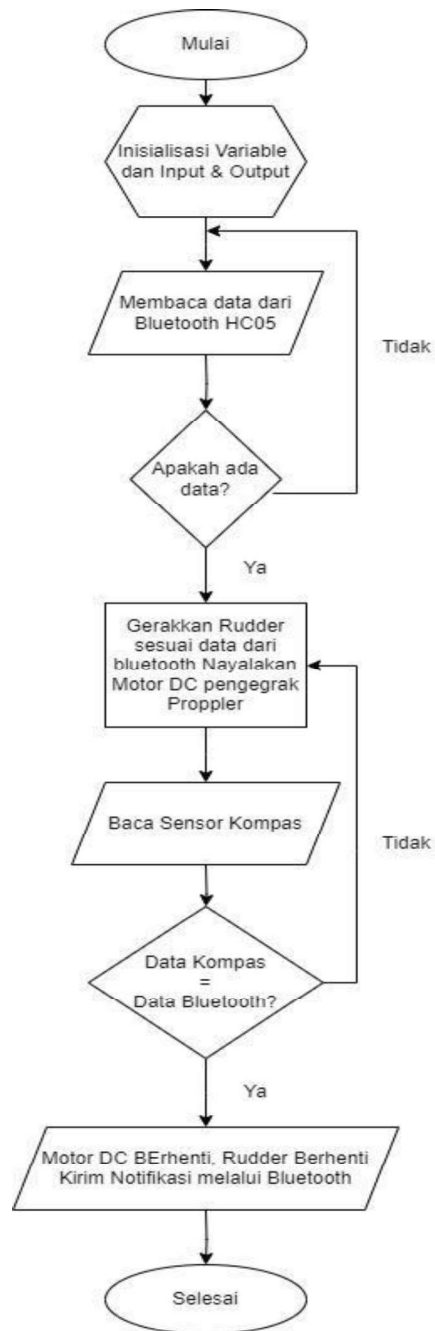 Mulai
Inisialisasi Variable
dan Input & Output
Membaca data dari
Bluetooth HC05
Tidak
Apakah ada
data?
Ya
Gerakkan Rudder
sesuai data dari
bluetooth Nayalakan
Motor DC pengegrak
Proppler
Baca Sensor Kompas
Tidak
Data Kompas
=
Data Bluetooth?
Ya
Motor DC BErhenti, Rudder Berhenti
Kirim Notifikasi melalui Bluetooth
Selesai